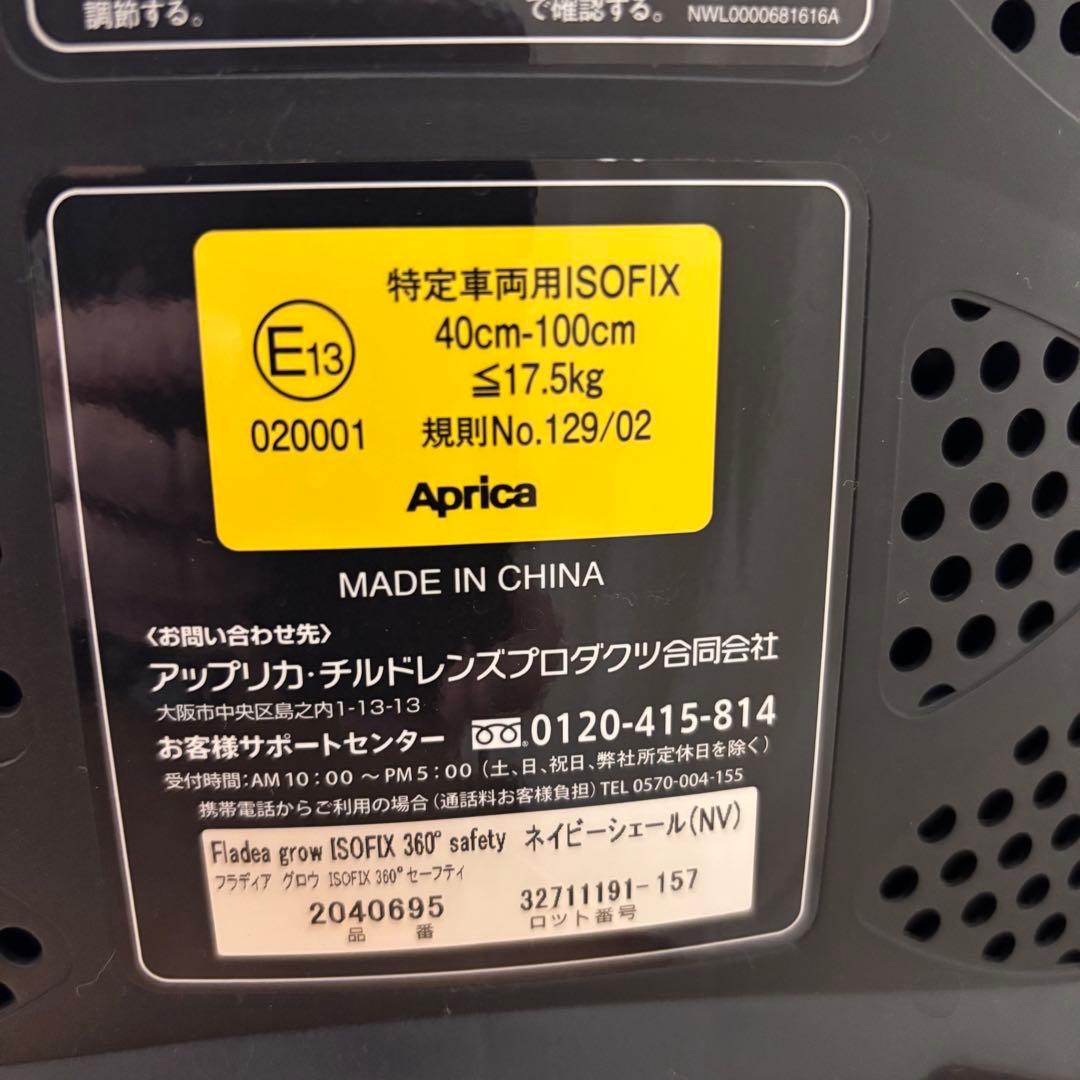 調節する。
で確認する。 NWL0000681616A
特定車両用ISOFIX
40cm-100cm
≦17.5kg
規則No.129/02
E13
020001
Aprica
MADE IN CHINA
〈お問い合わせ先〉
アップリカ・チルドレンズプロダクツ合同会社
大阪市中央区島之内1-13-13
お客様サポートセンター 0120-415-814
受付時間：AM10：00 ～PM5：00（土、日、祝日、弊社所定休日を除く）
携帯電話からご利用の場合（通話料お客様負担）TEL 0570-004-155
Fladea grow ISOFIX 360° safety ネイビーシェール(NV)
フラディア グロウ ISOFIX 360°セーフティ
2040695 32711191-157
品番 ロット番号